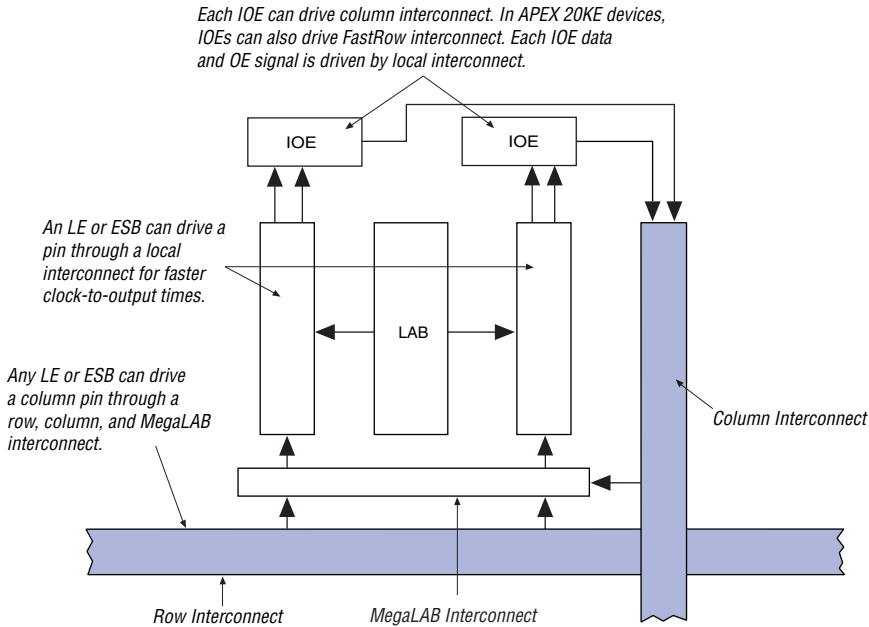 Each IOE can drive column interconnect. In APEX 20KE devices,
IOEs can also drive FastRow interconnect. Each IOE data
and OE signal is driven by local interconnect.
IOE
IOE
An LE or ESB can drive a
pin through a local
interconnect for faster
clock-to-output times.
LAB
Any LE or ESB can drive
a column pin through a
row, column, and MegaLAB
interconnect.
Column Interconnect
Row Interconnect
MegaLAB Interconnect